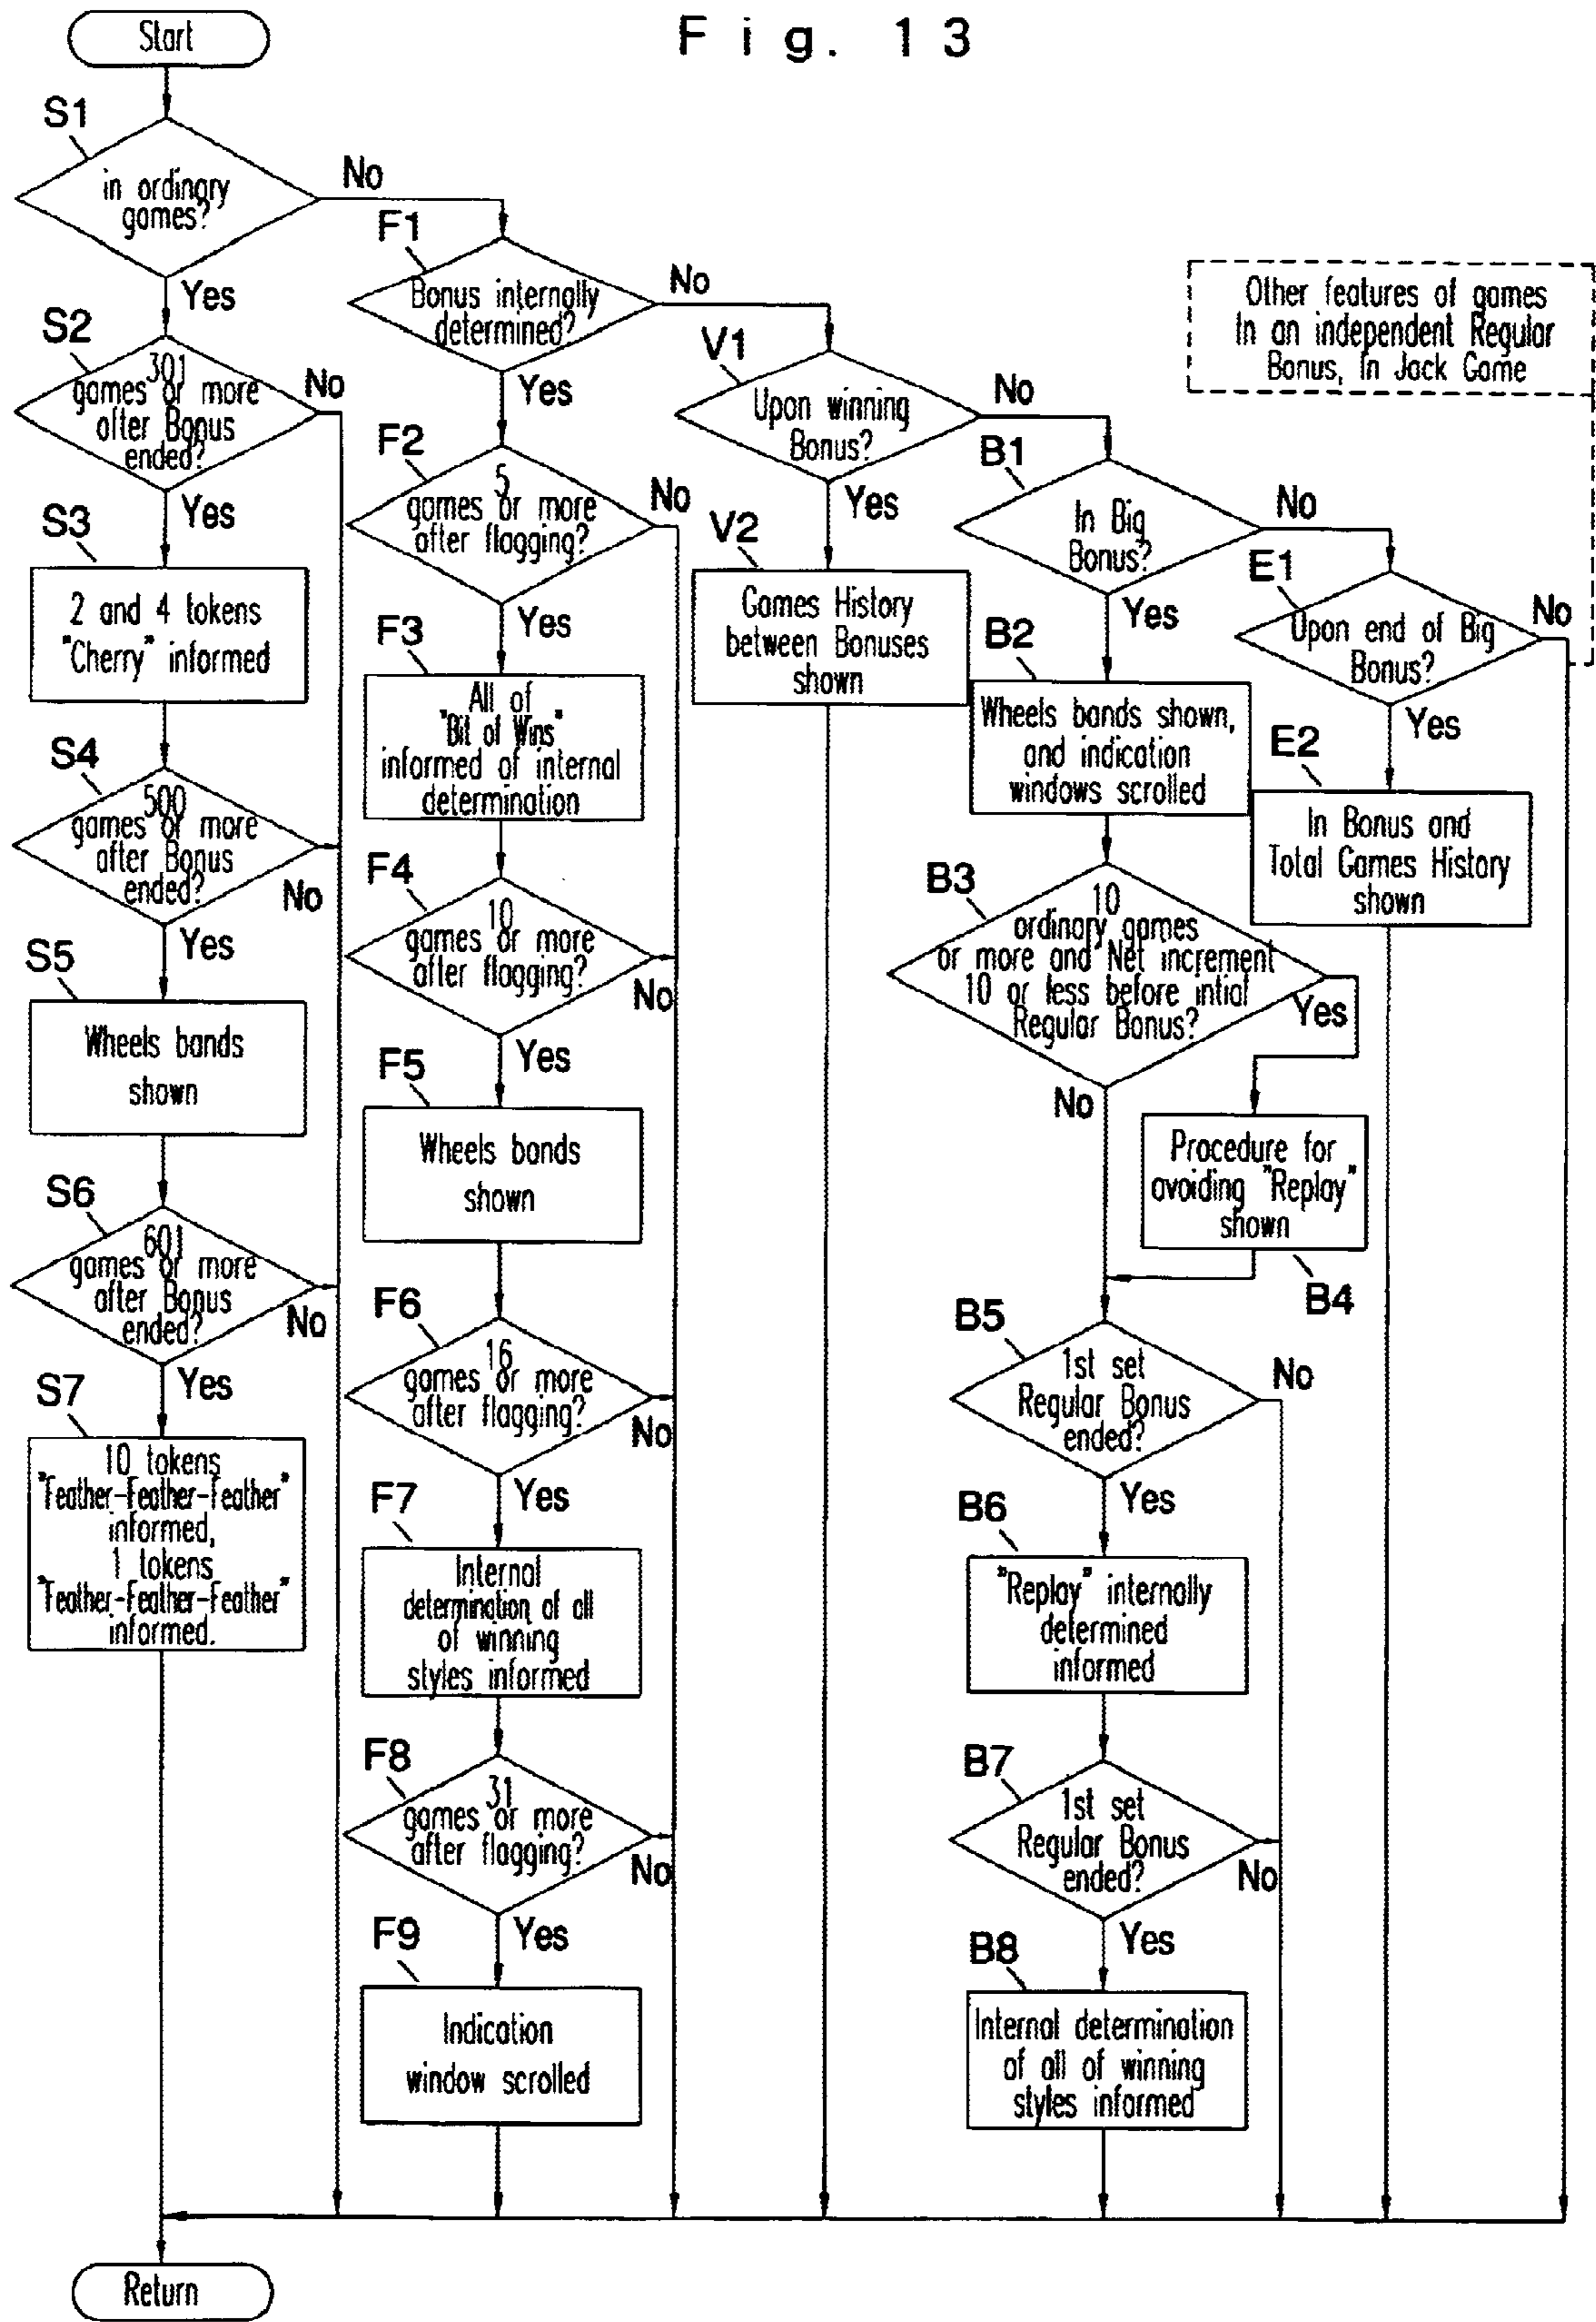 Fig. 13
Start
S1
in ordinary
games?
No
Yes
S2
301
games or more
after Bonus
ended?
No
Yes
S3
2 and 4 tokens
"Cherry" informed
S4
500
games or more
after Bonus
ended?
No
Yes
S5
Wheels bands
shown
S6
601
games or more
after Bonus
ended?
No
Yes
S7
10 tokens
"Feather-Feather-Feather"
informed,
1 tokens
"Feather-Feather-Feather"
informed.
Return
F1
Bonus internally
determined?
No
Yes
F2
5
games or more
after flagging?
No
Yes
F3
All of
"Bit of Wins"
informed of internal
determination
F4
10
games or more
after flagging?
No
Yes
F5
Wheels bands
shown
F6
16
games or more
after flagging?
No
Yes
F7
Internal
determination of all
of winning
styles informed
F8
31
games or more
after flagging?
No
Yes
F9
Indication
window scrolled
V1
Upon winning
Bonus?
No
Yes
V2
Games History
between Bonuses
shown
B1
In Big
Bonus?
No
Yes
B2
Wheels bands shown,
and indication
windows scrolled
B3
10
ordinary games
or more and Net increment
10 or less before intial
Regular Bonus?
Yes
No
Procedure for
avoiding "Replay"
shown
B4
B5
1st set
Regular Bonus
ended?
No
Yes
B6
"Replay" internally
determined
informed
B7
1st set
Regular Bonus
ended?
No
Yes
B8
Internal determination
of all of winning
styles informed
Other features of games
In an independent Regular
Bonus, In Jack Game
E1
Upon end of Big
Bonus?
No
Yes
E2
In Bonus and
Total Games History
shown